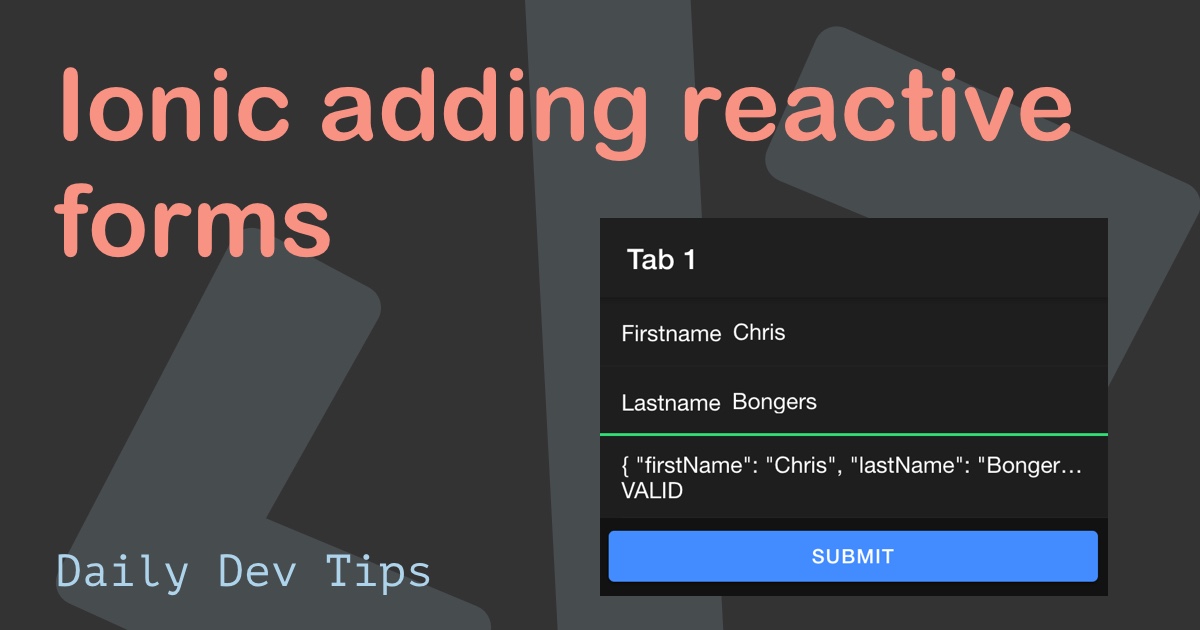 Ionic adding reactive
forms
Tab 1
Firstname Chris
Lastname Bongers
{ "firstName": "Chris", "lastName": "Bonger...
VALID
SUBMIT
Daily Dev Tips